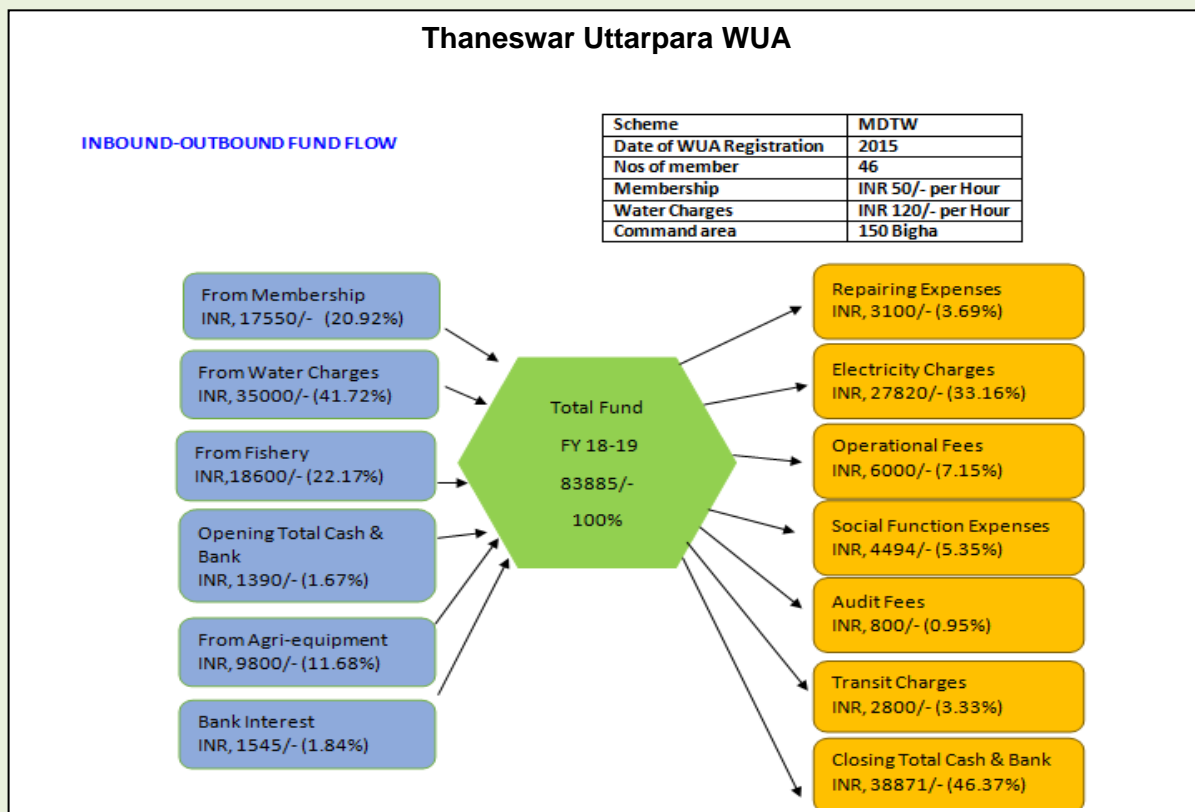 Thaneswar Uttarpara WUA
INBOUND-OUTBOUND FUND FLOW
Scheme MDTW
Date of WUA Registration 2015
Nos of member 46
Membership INR 50/- per Hour
Water Charges INR 120/- per Hour
Command area 150 Bigha
From Membership
INR, 17550/- (20.92%)
From Water Charges
INR, 35000/- (41.72%)
From Fishery
INR,18600/- (22.17%)
Opening Total Cash &
Bank
INR, 1390/- (1.67%)
From Agri-equipment
INR, 9800/- (11.68%)
Bank Interest
INR, 1545/- (1.84%)
Total Fund
FY 18-19
83885/-
100%
Repairing Expenses
INR, 3100/- (3.69%)
Electricity Charges
INR, 27820/- (33.16%)
Operational Fees
INR, 6000/- (7.15%)
Social Function Expenses
INR, 4494/- (5.35%)
Audit Fees
INR, 800/- (0.95%)
Transit Charges
INR, 2800/- (3.33%)
Closing Total Cash & Bank
INR, 38871/- (46.37%)